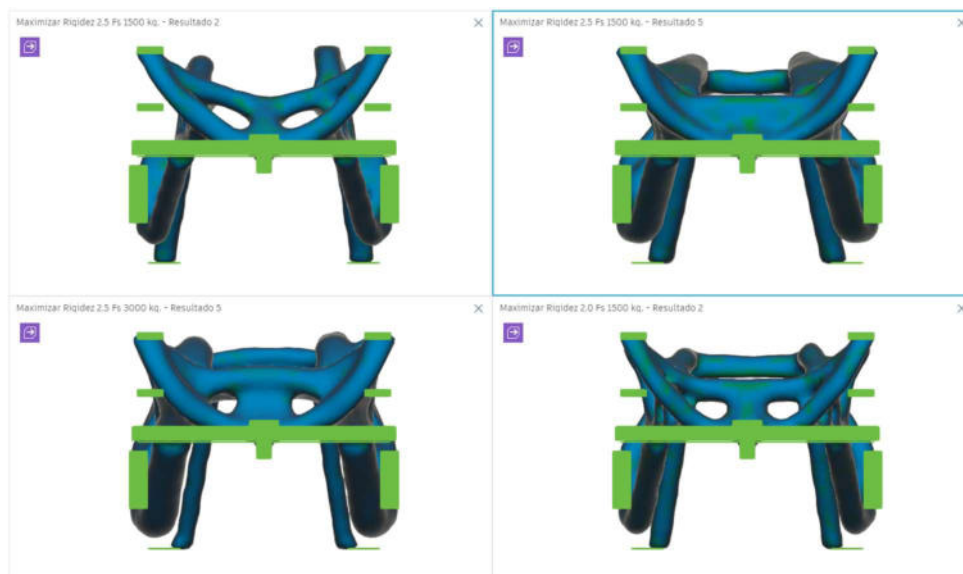 Maximizar Rigidez 2.5 Fs 1500 kg. - Resultado 2
Maximizar Rigidez 2.5 Fs 1500 kg. - Resultado 5
Maximizar Rigidez 2.5 Fs 3000 kg. - Resultado 5
Maximizar Rigidez 2.0 Fs 1500 kg. - Resultado 2